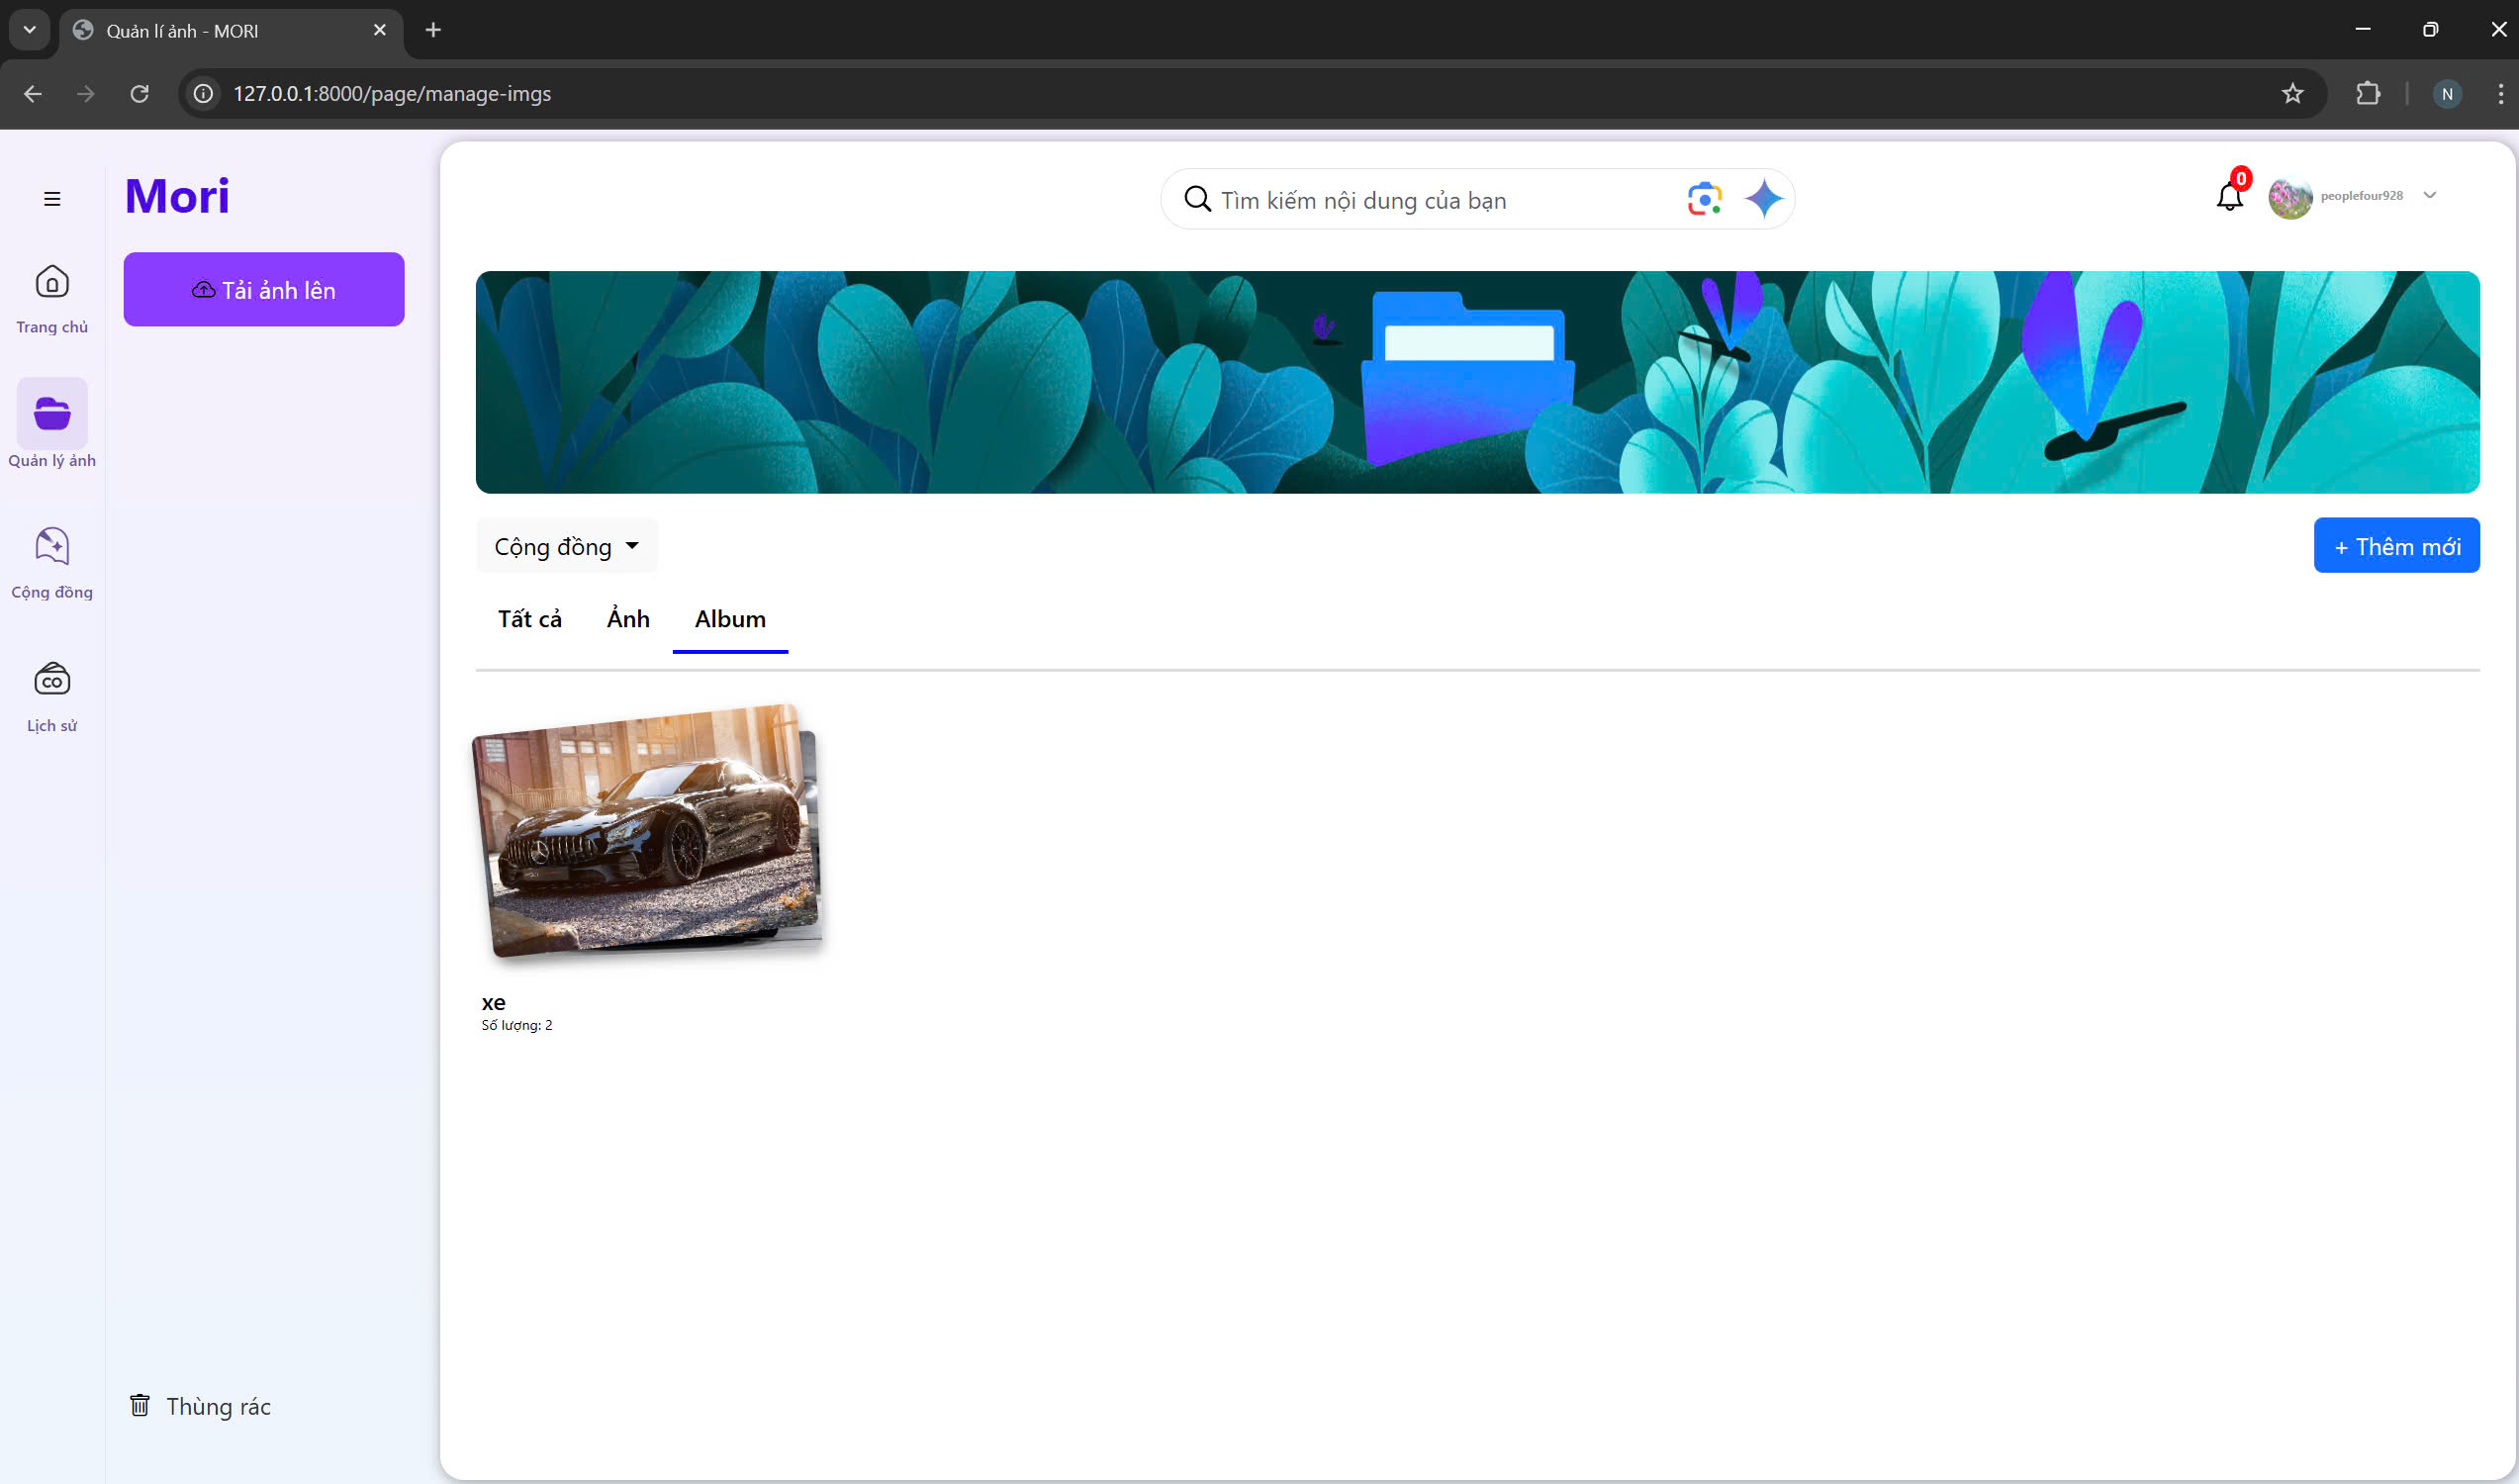 Quản lí ảnh - MORI
127.0.0.1:8000/page/manage-imgs
N
Mori
Tìm kiếm nội dung của bạn
0
peoplefour928
Tải ảnh lên
Trang chủ
Quản lý ảnh
Cộng đồng
CO
Lịch sử
Cộng đồng
+ Thêm mới
Tất cả
Ảnh
Album
xe
Số lượng: 2
Thùng rác